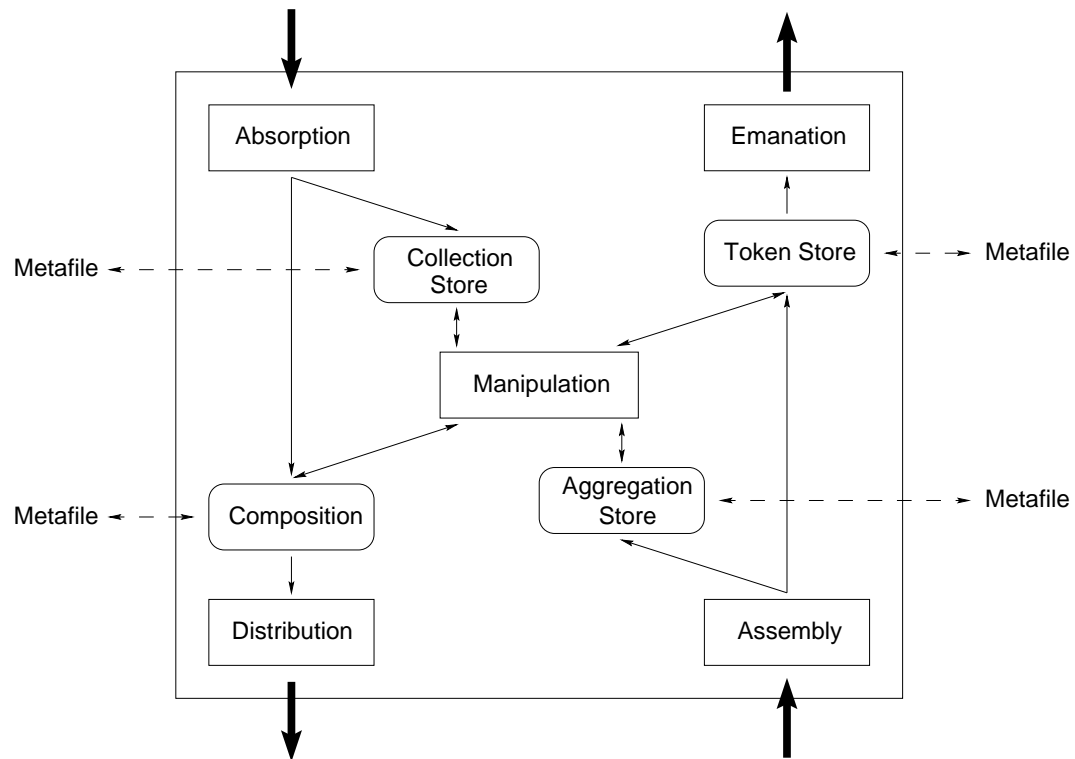 Absorption
Emanation
Collection
Store
Token Store
Metafile
Metafile
Manipulation
Aggregation
Store
Metafile
Composition
Metafile
Distribution
Assembly